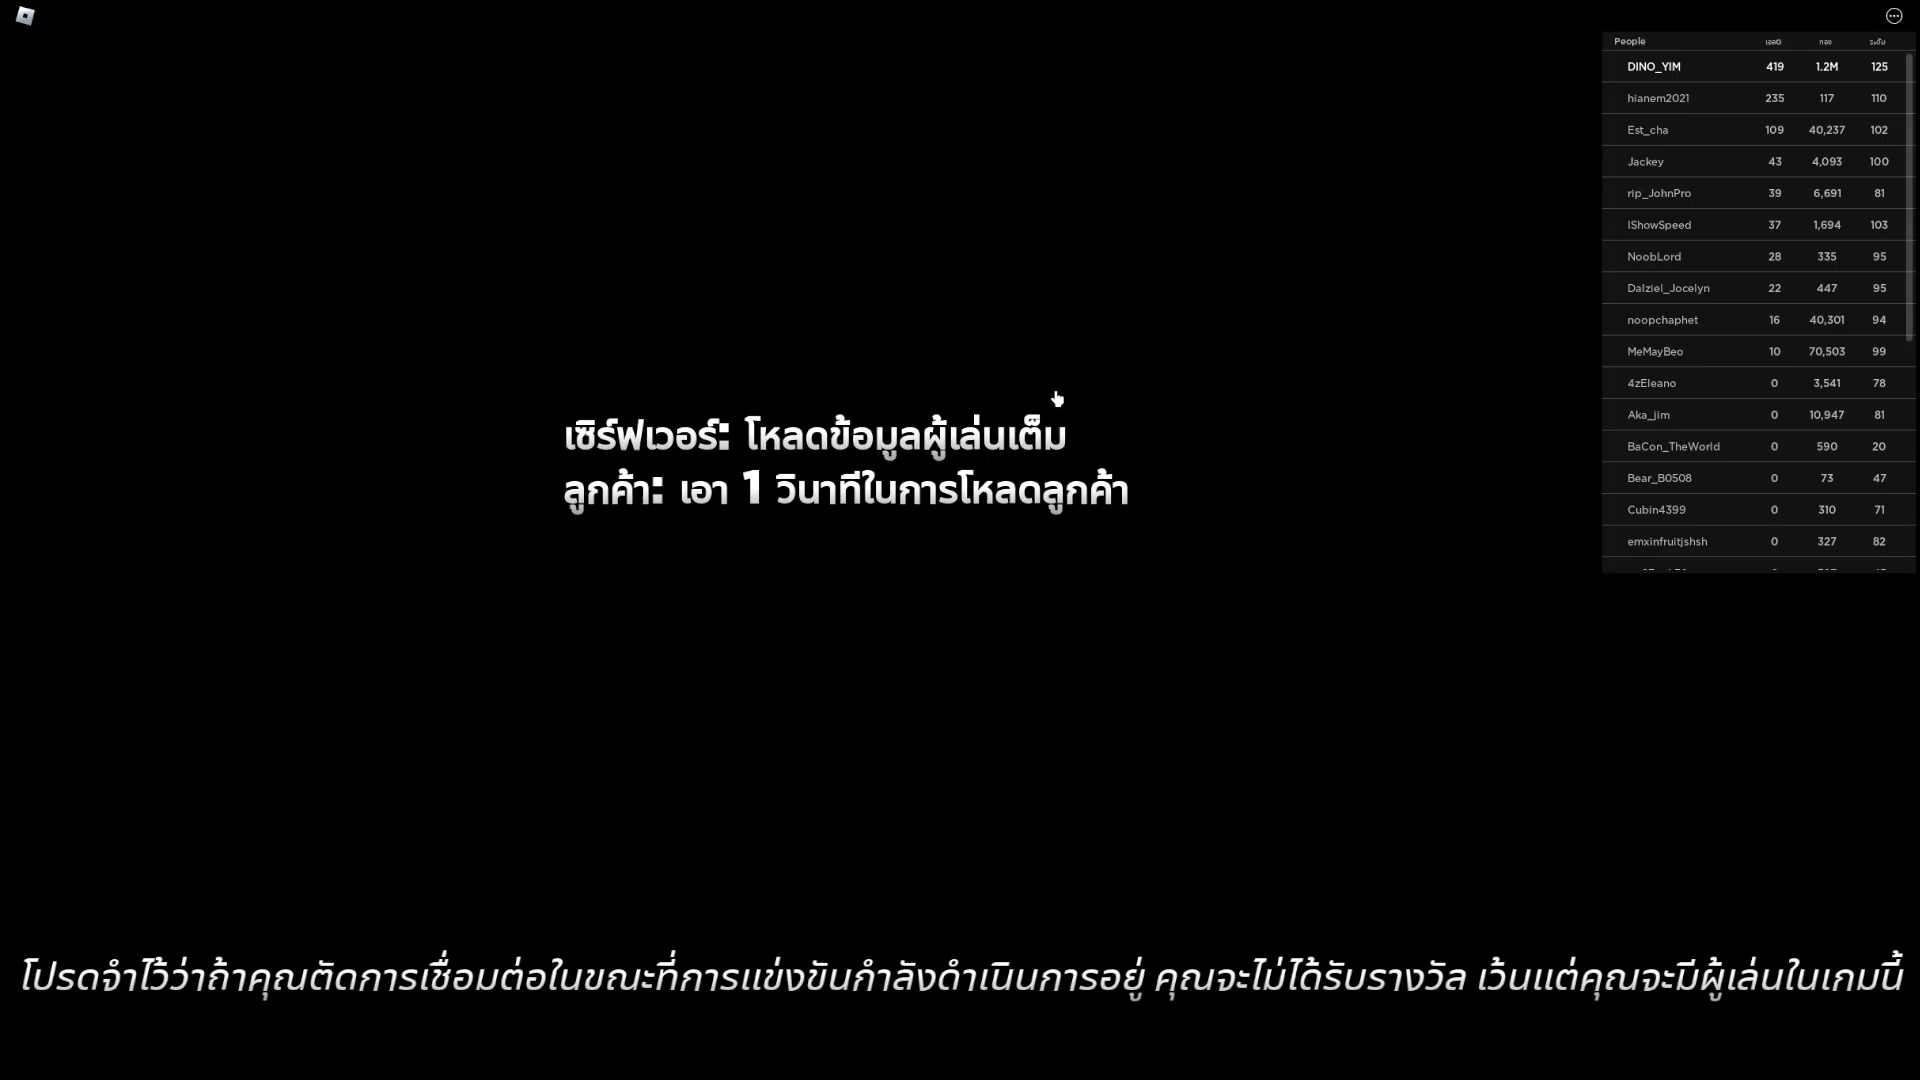 People เอลo ทอง ระดับ
DINO_YIM 419 1.2M 125
hianem2021 235 117 110
Est_cha 109 40,237 102
Jackey 43 4,093 100
rip_JohnPro 39 6,691 81
IShowSpeed 37 1,694 103
NoobLord 28 335 95
Dalziel_Jocelyn 22 447 95
noopchaphet 16 40,301 94
MeMayBeo 10 70,503 99
4zEleano 0 3,541 78
Aka_jim 0 10,947 81
BaCon_TheWorld 0 590 20
Bear_B0508 0 73 47
Cubin4399 0 310 71
emxinfruitjshsh 0 327 82
เซิร์ฟเวอร์: โหลดข้อมูลผู้เล่นเต็ม
ลูกค้า: เอา 1 วินาทีในการโหลดลูกค้า
โปรดจำไว้ว่าถ้าคุณตัดการเชื่อมต่อในขณะที่การแข่งขันกำลังดำเนินการอยู่ คุณจะไม่ได้รับรางวัล เว้นแต่คุณจะมีผู้เล่นในเกมนี้